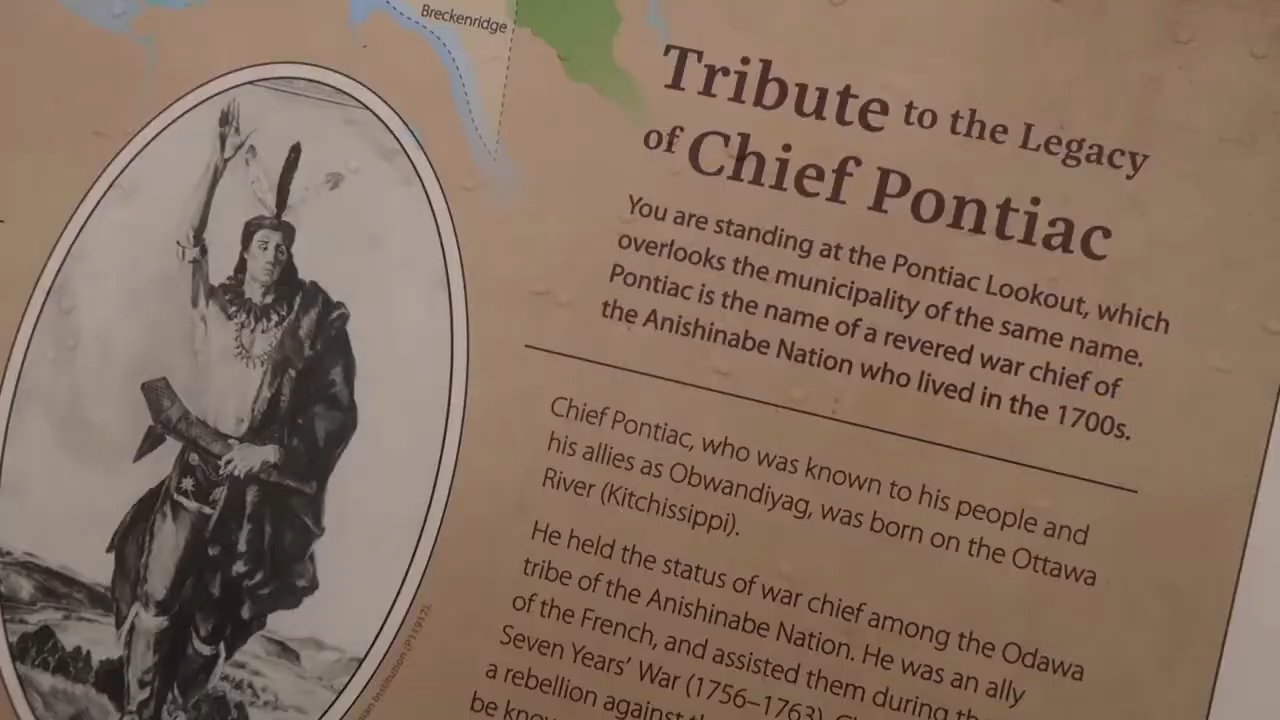 Breckenridge
Tribute to the Legacy
of Chief Pontiac
You are standing at the Pontiac Lookout, which
overlooks the municipality of the same name.
Pontiac is the name of a revered war chief of
the Anishinabe Nation who lived in the 1700s.
Chief Pontiac, who was known to his people and
his allies as Obwandiyag, was born on the Ottawa
River (Kitchissippi).
He held the status of war chief among the Odawa
tribe of the Anishinabe Nation. He was an ally
of the French, and assisted them during
Seven Years' War (1756–1763).
a rebellion against
be
Institution